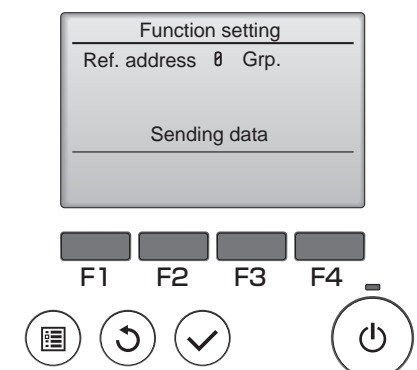 Function setting
Ref. address 0 Grp.
Sending data
F1 F2 F3 F4